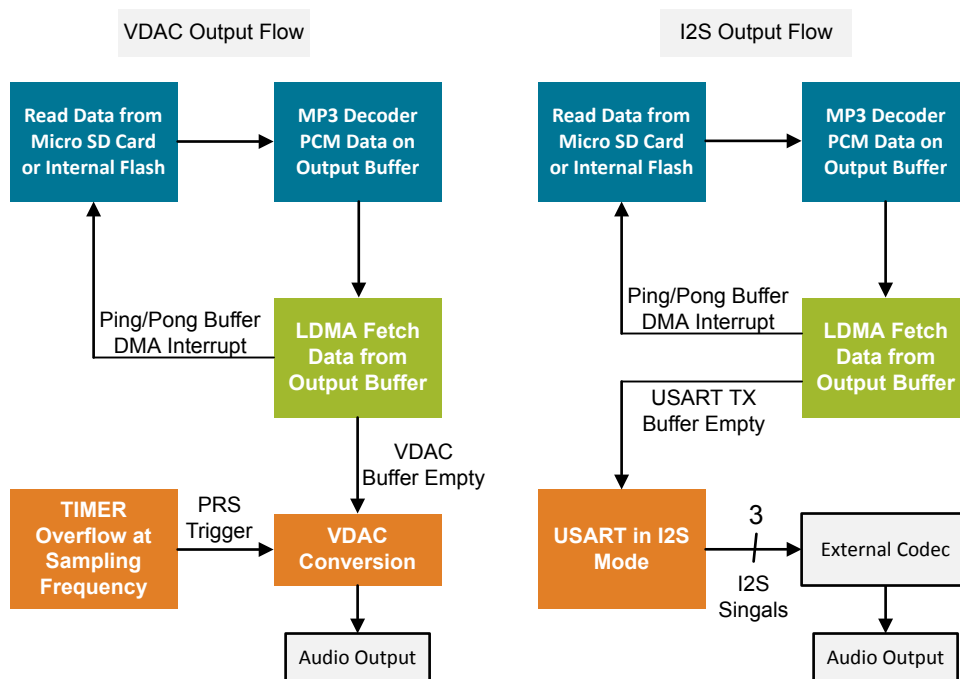 VDAC Output Flow
Read Data from
Micro SD Card
or Internal Flash
MP3 Decoder
PCM Data on
Output Buffer
Ping/Pong Buffer
DMA Interrupt
LDMA Fetch
Data from
Output Buffer
VDAC
Buffer Empty
TIMER
Overflow at
Sampling
Frequency
PRS
Trigger
VDAC
Conversion
Audio Output
I2S Output Flow
Read Data from
Micro SD Card
or Internal Flash
MP3 Decoder
PCM Data on
Output Buffer
Ping/Pong Buffer
DMA Interrupt
LDMA Fetch
Data from
Output Buffer
USART TX
Buffer Empty
USART in I2S
Mode
3
I2S
Singals
External Codec
Audio Output